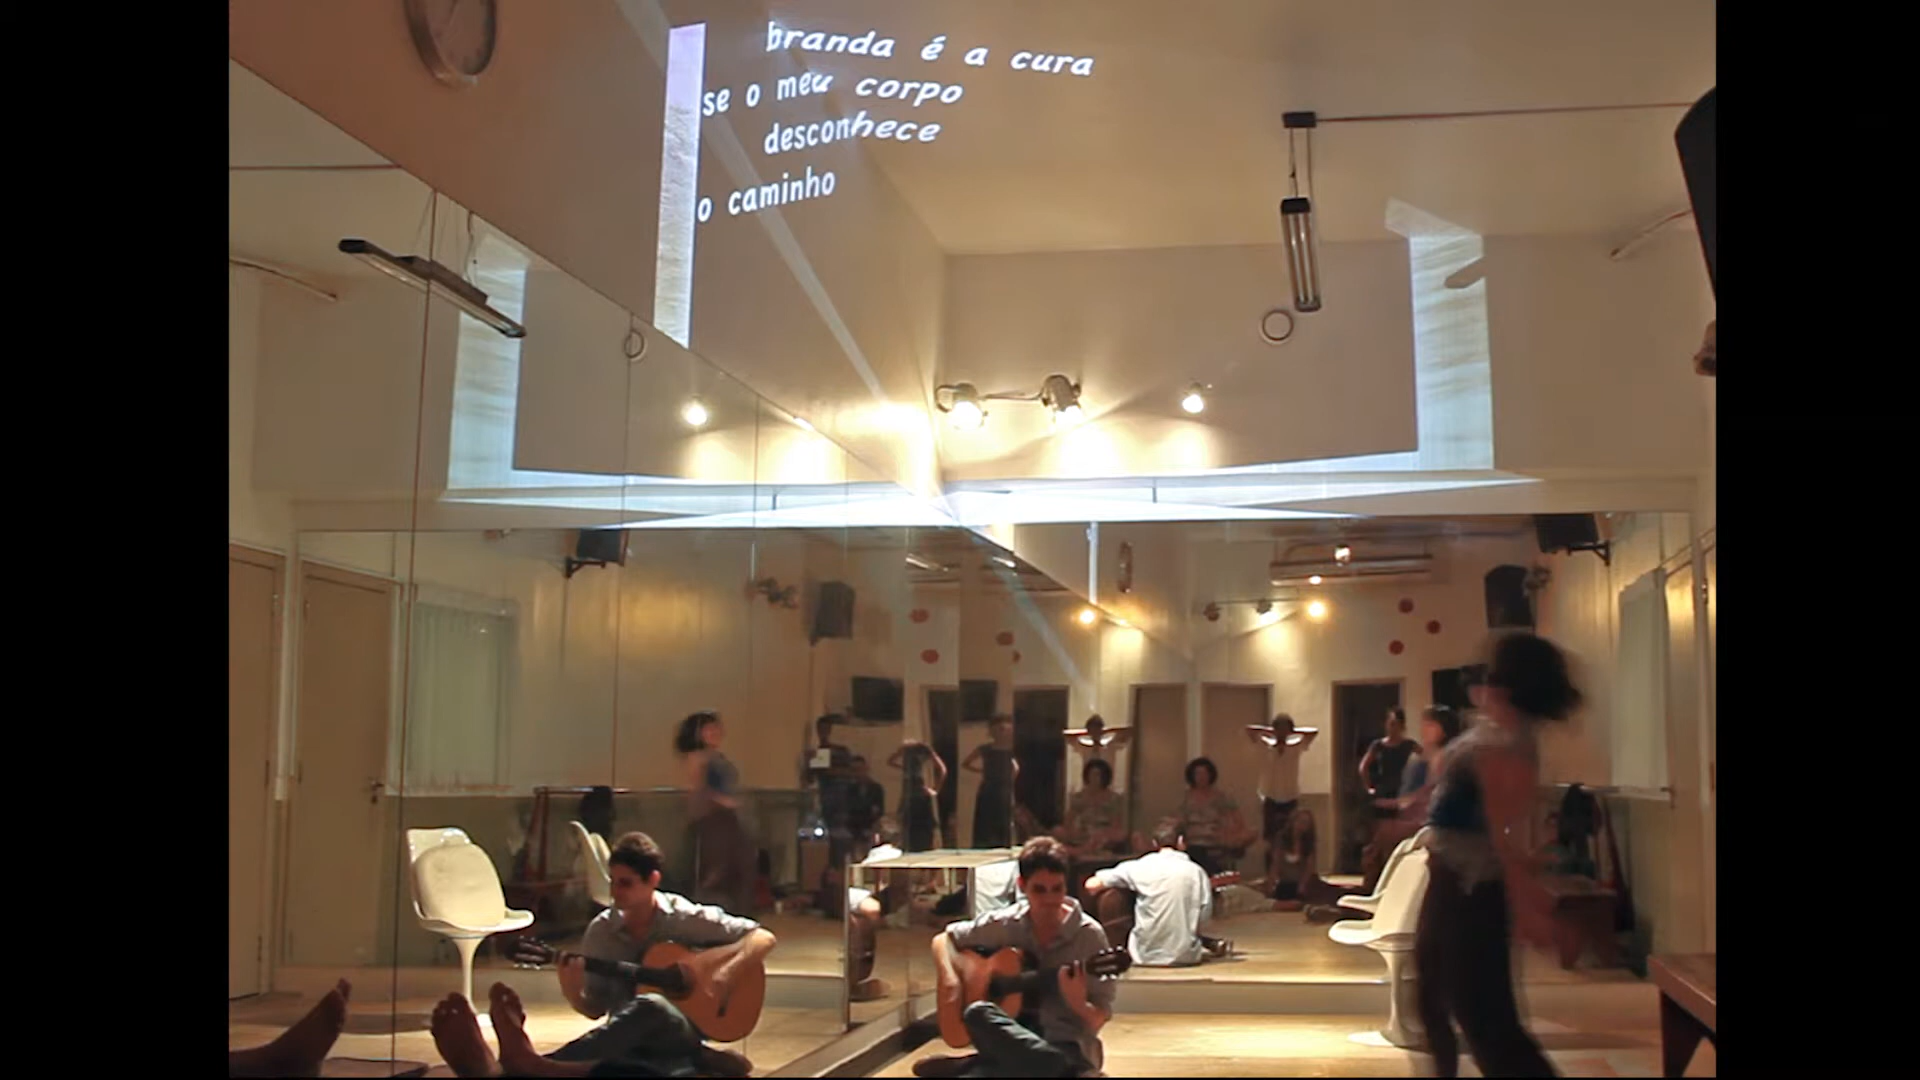 branda é a cura
se o meu corpo
desconhece
o caminho